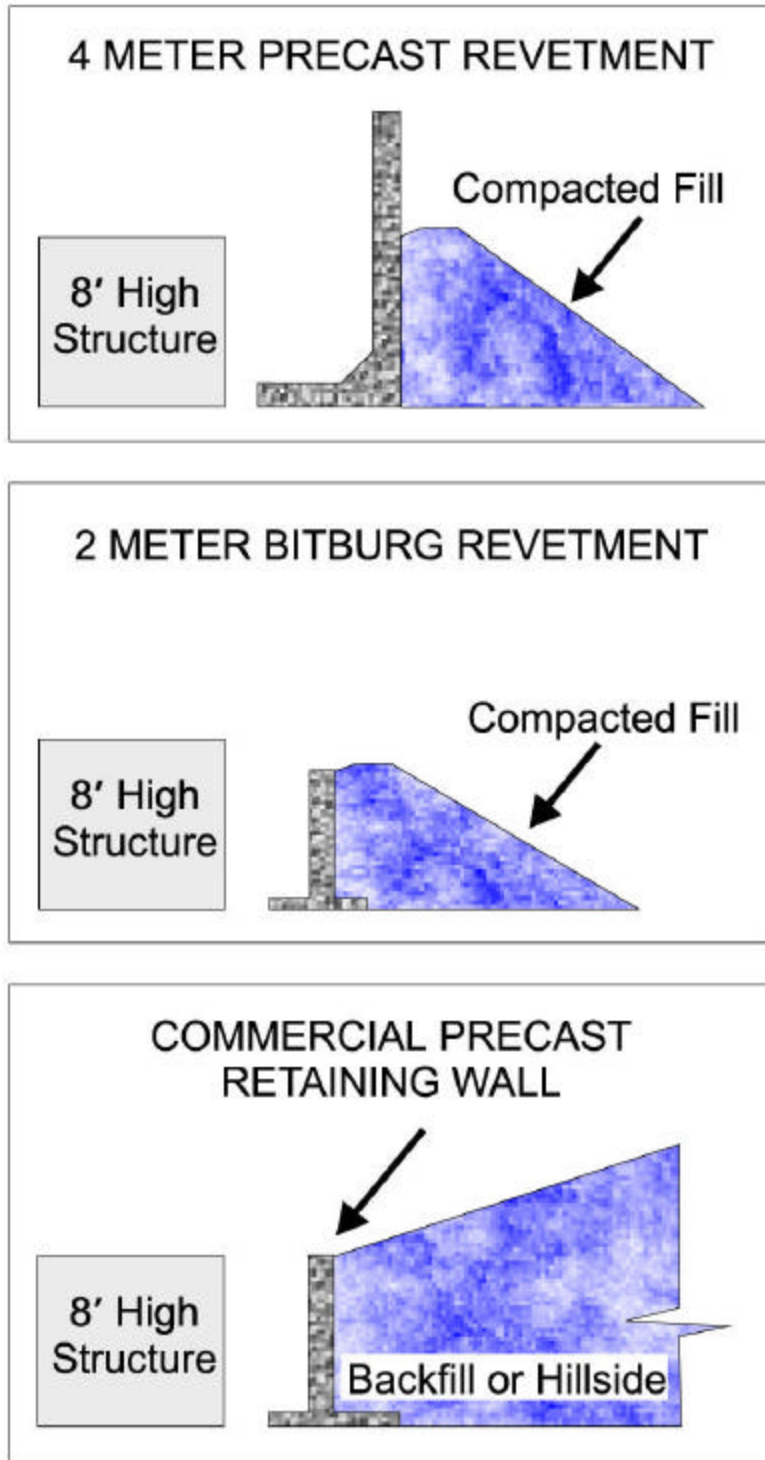 4 METER PRECAST REVETMENT
Compacted Fill
8′ High
Structure
2 METER BITBURG REVETMENT
Compacted Fill
8′ High
Structure
COMMERCIAL PRECAST
RETAINING WALL
8′ High
Structure
Backfill or Hillside